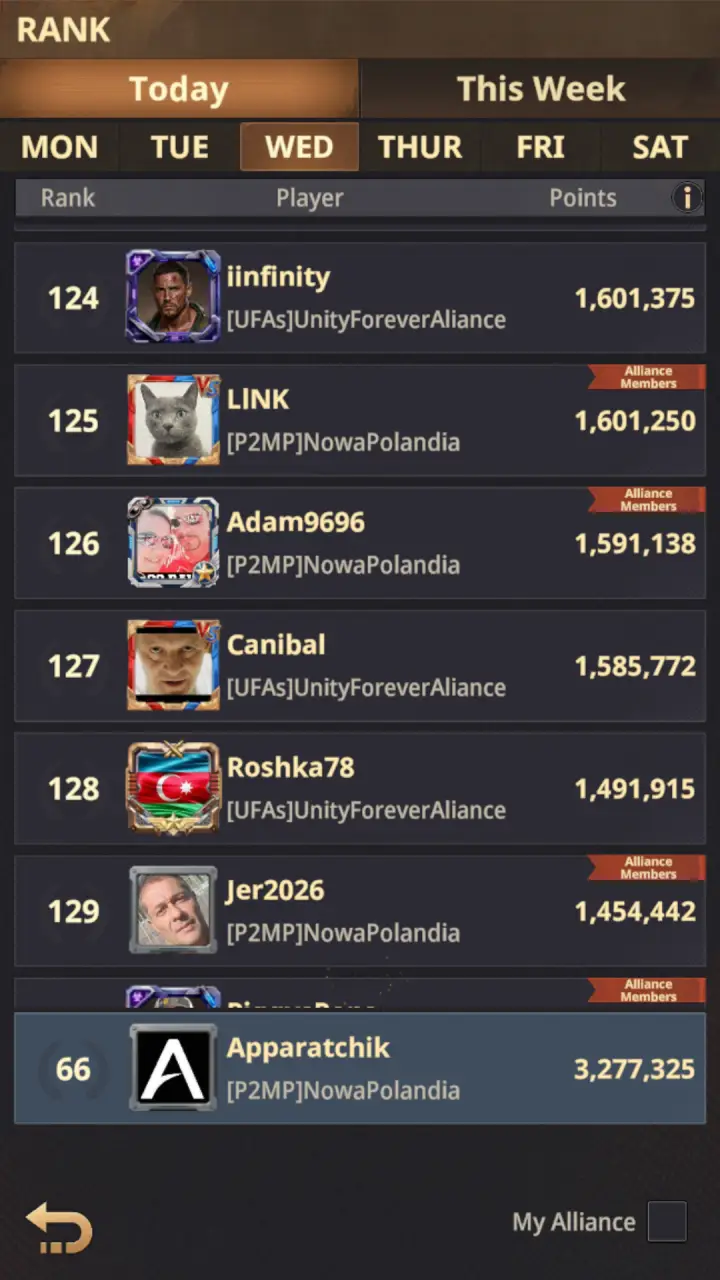 RANK
Today
This Week
MON TUE WED THUR FRI SAT
Rank Player Points i
124
iinfinity
[UFAs]UnityForeverAliance
1,601,375
Alliance
Members
125
LINK
[P2MP]NowaPolandia
1,601,250
Alliance
Members
126
Adam9696
[P2MP]NowaPolandia
1,591,138
127
Canibal
[UFAs]UnityForeverAliance
1,585,772
128
Roshka78
[UFAs]UnityForeverAliance
1,491,915
Alliance
Members
129
Jer2026
[P2MP]NowaPolandia
1,454,442
Alliance
Members
66
Apparatchik
[P2MP]NowaPolandia
3,277,325
My Alliance